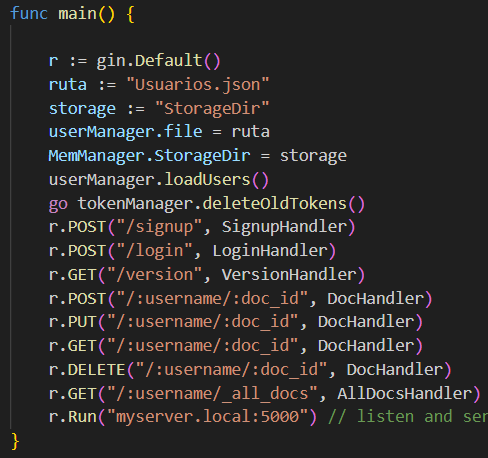 func main() {
r := gin.Default()
ruta := "Usuarios.json"
storage := "StorageDir"
userManager.file = ruta
MemManager.StorageDir = storage
userManager.loadUsers()
go tokenManager.deleteOldTokens()
r.POST("/signup", SignupHandler)
r.POST("/login", LoginHandler)
r.GET("/version", VersionHandler)
r.POST("/:username/:doc_id", DocHandler)
r.PUT("/:username/:doc_id", DocHandler)
r.GET("/:username/:doc_id", DocHandler)
r.DELETE("/:username/:doc_id", DocHandler)
r.GET("/:username/_all_docs", AllDocsHandler)
r.Run("myserver.local:5000") // listen and
}